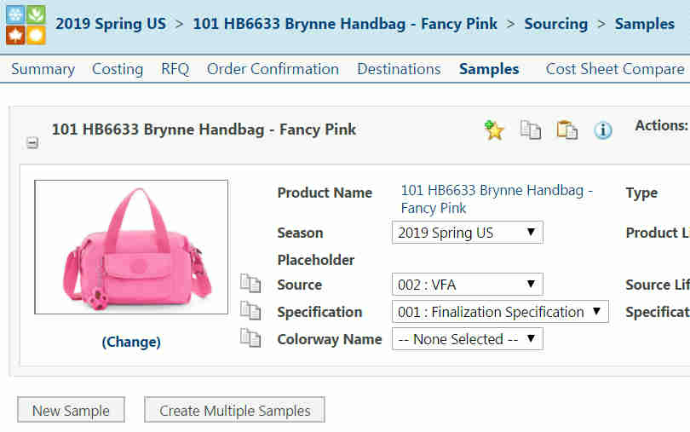 2019 Spring US > 101 HB6633 Brynne Handbag - Fancy Pink > Sourcing > Samples
Summary Costing RFQ Order Confirmation Destinations Samples Cost Sheet Compare
101 HB6633 Brynne Handbag - Fancy Pink Actions:
Product Name 101 HB6633 Brynne Handbag - Type
Fancy Pink
Season 2019 Spring US Product
Placeholder
Source 002 : VFA Source
Specification 001 : Finalization Specification
Colorway Name -- None Selected --
(Change)
New Sample Create Multiple Samples